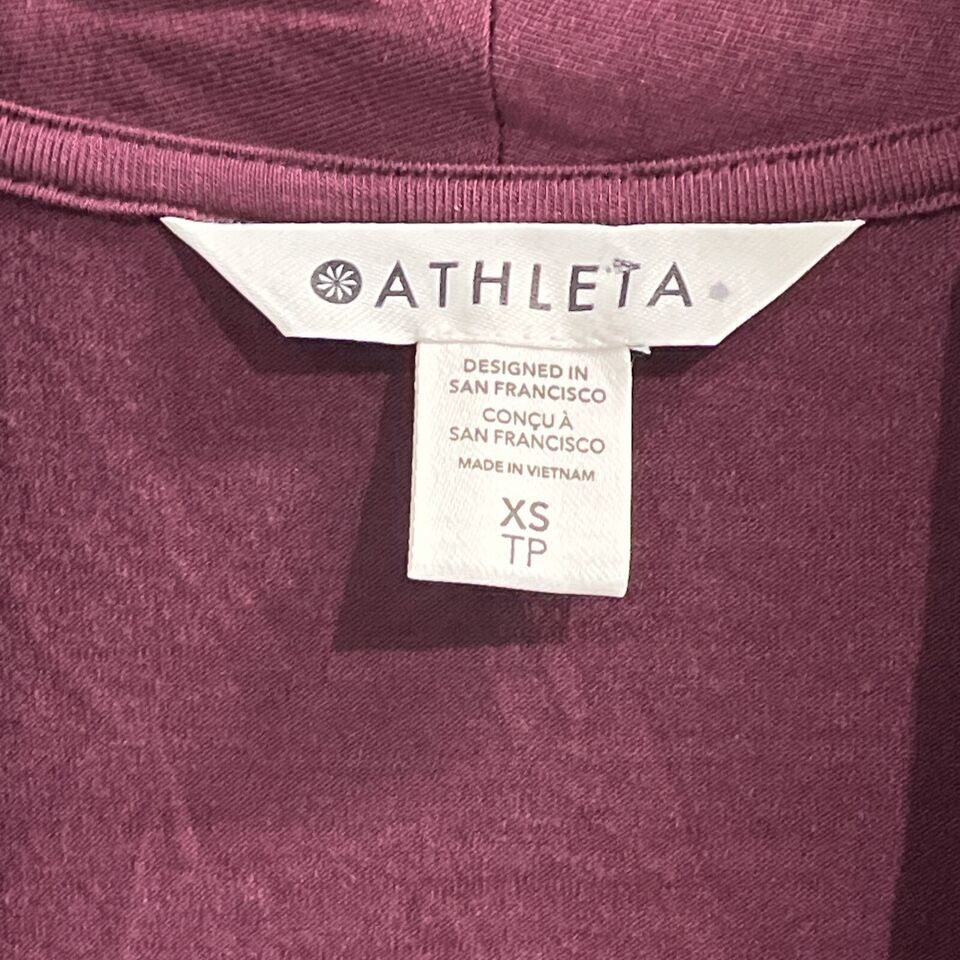 ATHLETA
DESIGNED IN
SAN FRANCISCO
CONÇU À
SAN FRANCISCO
MADE IN VIETNAM
XS
TP